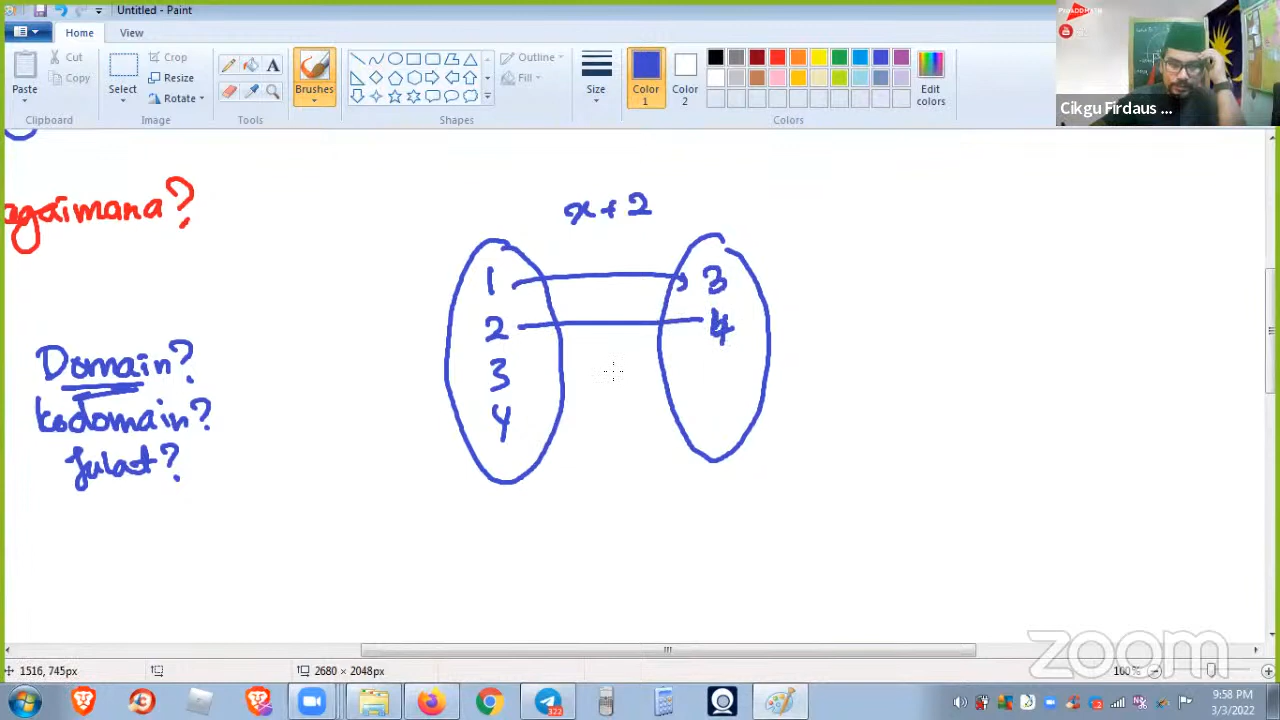 Untitled - Paint
Home
View
Paste
Cut
Copy
Clipboard
Select
Crop
Resize
Rotate
Image
Tools
Brushes
Shapes
Outline
Fill
Size
Color 1
Color 2
Edit colors
Colors
Cikgu Firdaus ...
agaimana?
x + 2
1
3
2
4
3
4
Domain?
kodomain?
Julat?
zoom
1516, 745px
2680 × 2048px
100%
322
9:58 PM
3/3/2022